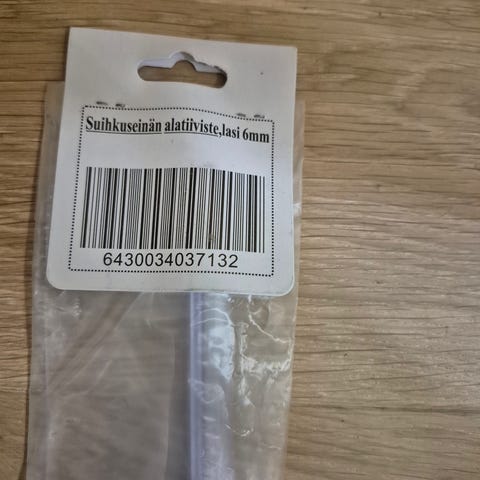 Suihkuseinän alatiiviste,lasi 6mm
6430034037132